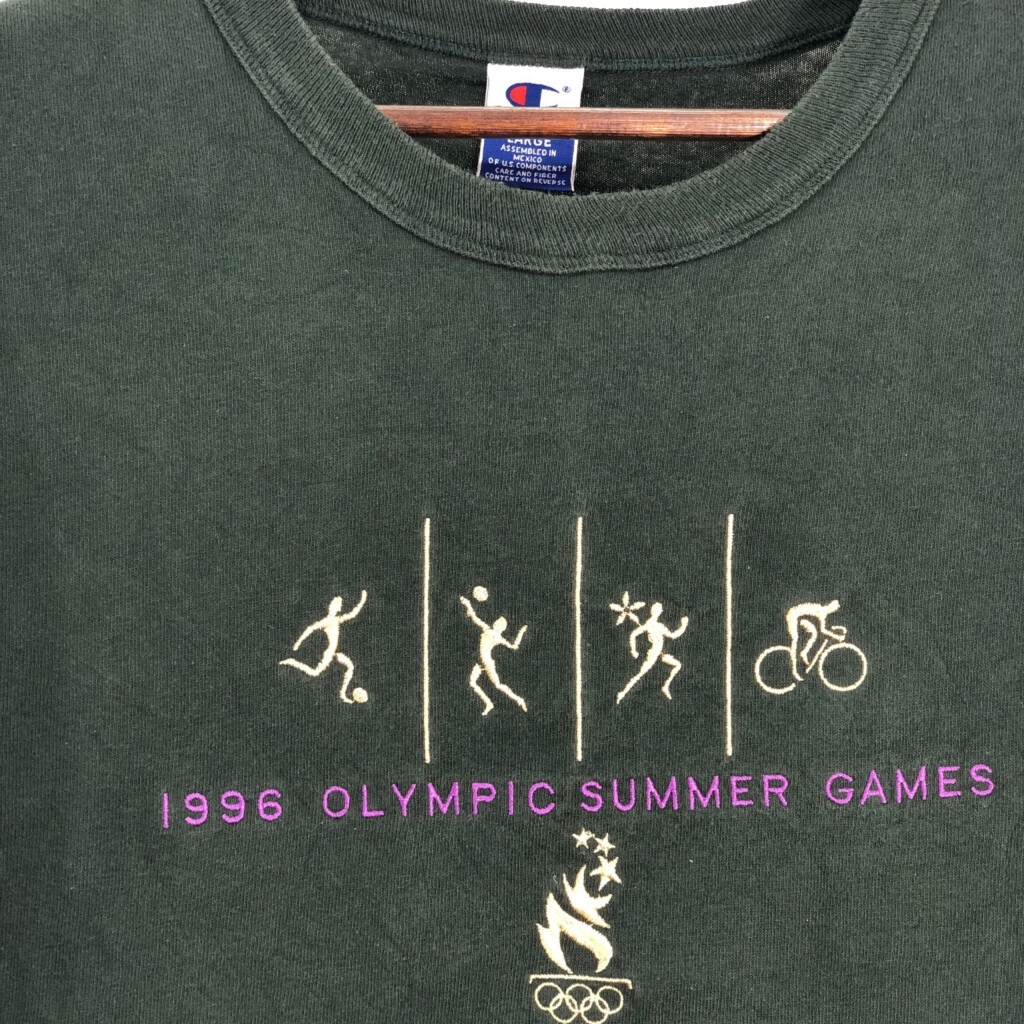 ®
LARGE
ASSEMBLED IN
MEXICO
OF U.S. COMPONENTS
CARE AND FIBER
CONTENT ON REVERSE
1996 OLYMPIC SUMMER GAMES